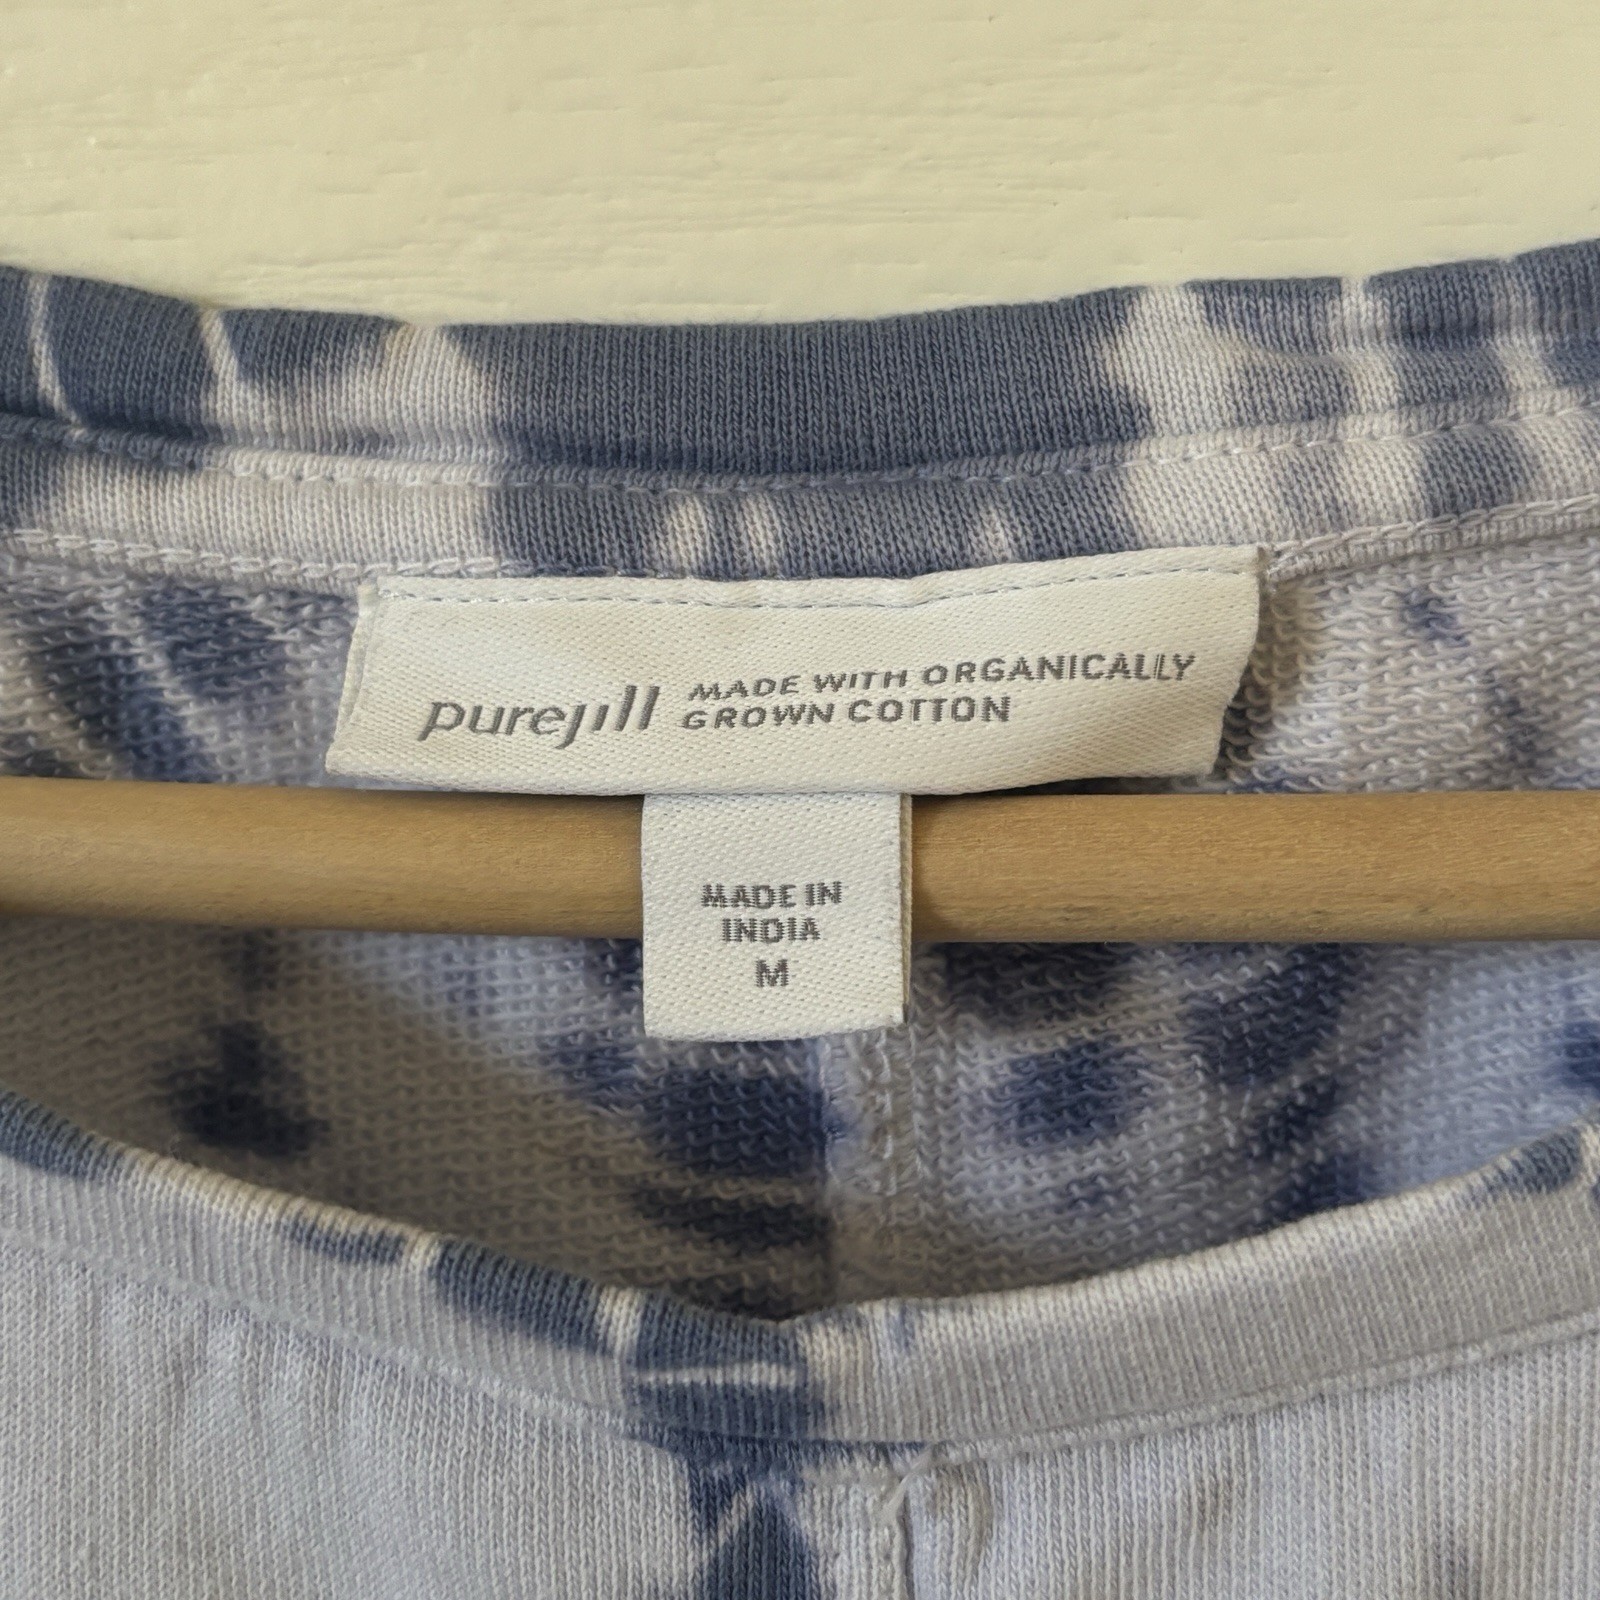 purejill MADE WITH ORGANICALLY
GROWN COTTON
MADE IN
INDIA
M